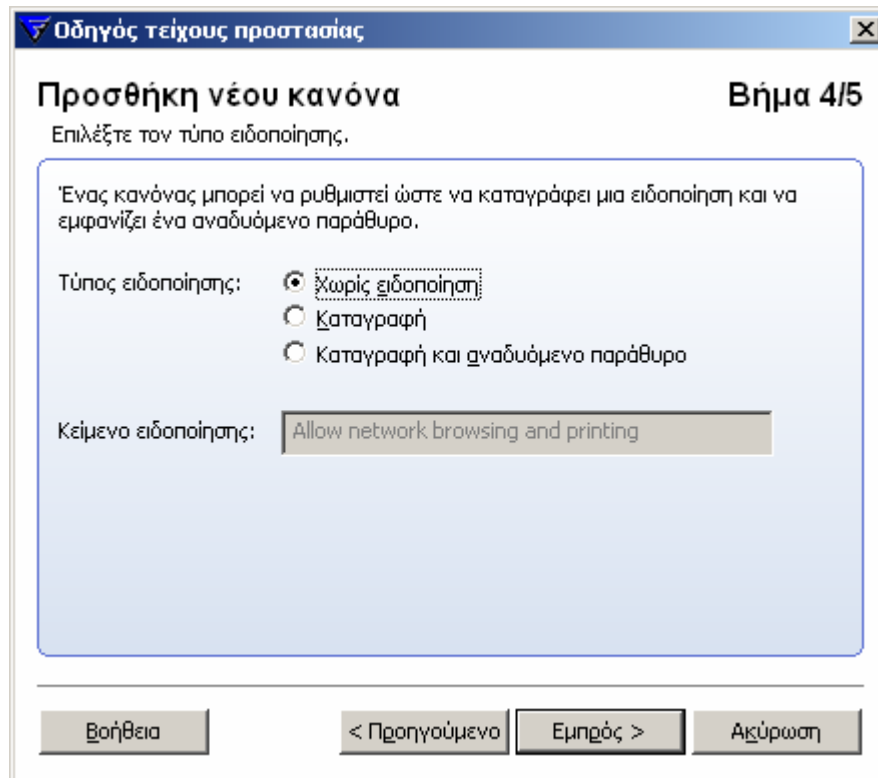 Οδηγός τείχους προστασίας
Προσθήκη νέου κανόνα Βήμα 4/5
Επιλέξτε τον τύπο ειδοποίησης.
Ένας κανόνας μπορεί να ρυθμιστεί ώστε να καταγράφει μια ειδοποίηση και να
εμφανίζει ένα αναδυόμενο παράθυρο.
Τύπος ειδοποίησης: Χωρίς ειδοποίηση
Καταγραφή
Καταγραφή και αναδυόμενο παράθυρο
Κείμενο ειδοποίησης: Allow network browsing and printing
Βοήθεια < Προηγούμενο Εμπρός > Ακύρωση